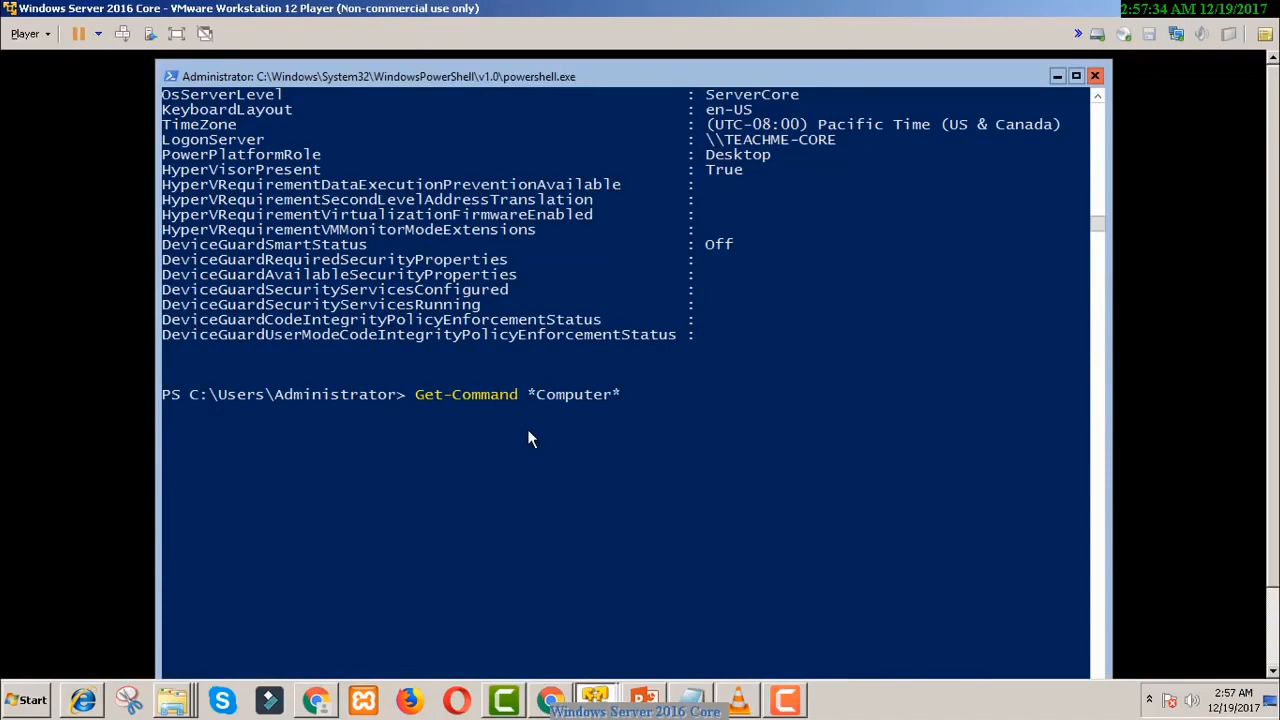 Windows Server 2016 Core - VMware Workstation 12 Player (Non-commercial use only)
2:57:34 AM 12/19/2017
Player
Administrator: C:\Windows\System32\WindowsPowerShell\v1.0\powershell.exe
OsServerLevel : ServerCore
KeyboardLayout : en-US
TimeZone : (UTC-08:00) Pacific Time (US & Canada)
LogonServer : \\TEACHME-CORE
PowerPlatformRole : Desktop
HyperVisorPresent : True
HyperVRequirementDataExecutionPreventionAvailable :
HyperVRequirementSecondLevelAddressTranslation :
HyperVRequirementVirtualizationFirmwareEnabled :
HyperVRequirementVMMonitorModeExtensions :
DeviceGuardSmartStatus : Off
DeviceGuardRequiredSecurityProperties :
DeviceGuardAvailableSecurityProperties :
DeviceGuardSecurityServicesConfigured :
DeviceGuardSecurityServicesRunning :
DeviceGuardCodeIntegrityPolicyEnforcementStatus :
DeviceGuardUserModeCodeIntegrityPolicyEnforcementStatus :
PS C:\Users\Administrator> Get-Command *Computer*
Start
2:57 AM
12/19/2017
Windows Server 2016 Core